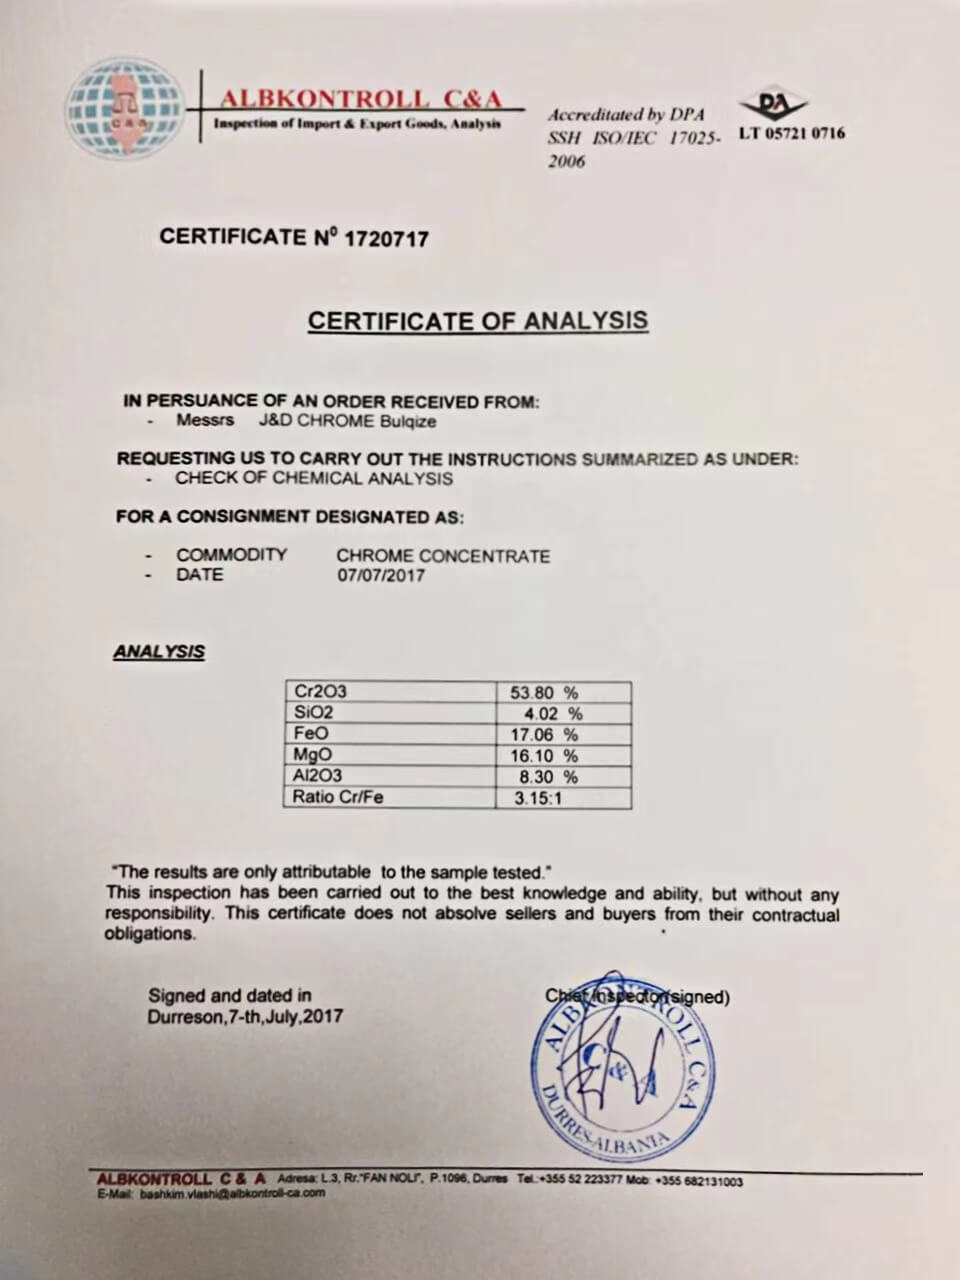 ALBKONTROLL C&A
Inspection of Import & Export Goods, Analysis
C & A
Accreditated by DPA
SSH ISO/IEC 17025-
2006
DA
LT 05721 0716
CERTIFICATE Nº 1720717
CERTIFICATE OF ANALYSIS
IN PERSUANCE OF AN ORDER RECEIVED FROM:
- Messrs J&D CHROME Bulqize
REQUESTING US TO CARRY OUT THE INSTRUCTIONS SUMMARIZED AS UNDER:
- CHECK OF CHEMICAL ANALYSIS
FOR A CONSIGNMENT DESIGNATED AS:
- COMMODITY CHROME CONCENTRATE
- DATE 07/07/2017
ANALYSIS
Cr2O3 53.80 %
SiO2 4.02 %
FeO 17.06 %
MgO 16.10 %
Al2O3 8.30 %
Ratio Cr/Fe 3.15:1
"The results are only attributable to the sample tested."
This inspection has been carried out to the best knowledge and ability, but without any
responsibility. This certificate does not absolve sellers and buyers from their contractual
obligations.
Signed and dated in
Durreson,7-th,July,2017
Chief Inspector(signed)
ALBKONTROLL C&A
C&A
DURRES-ALBANIA
ALBKONTROLL C & A Adresa: L.3, Rr."FAN NOLI", P.1096, Durres Tel.:+355 52 223377 Mob: +355 682131003
E-Mail: bashkim.vlashi@albkontroll-ca.com